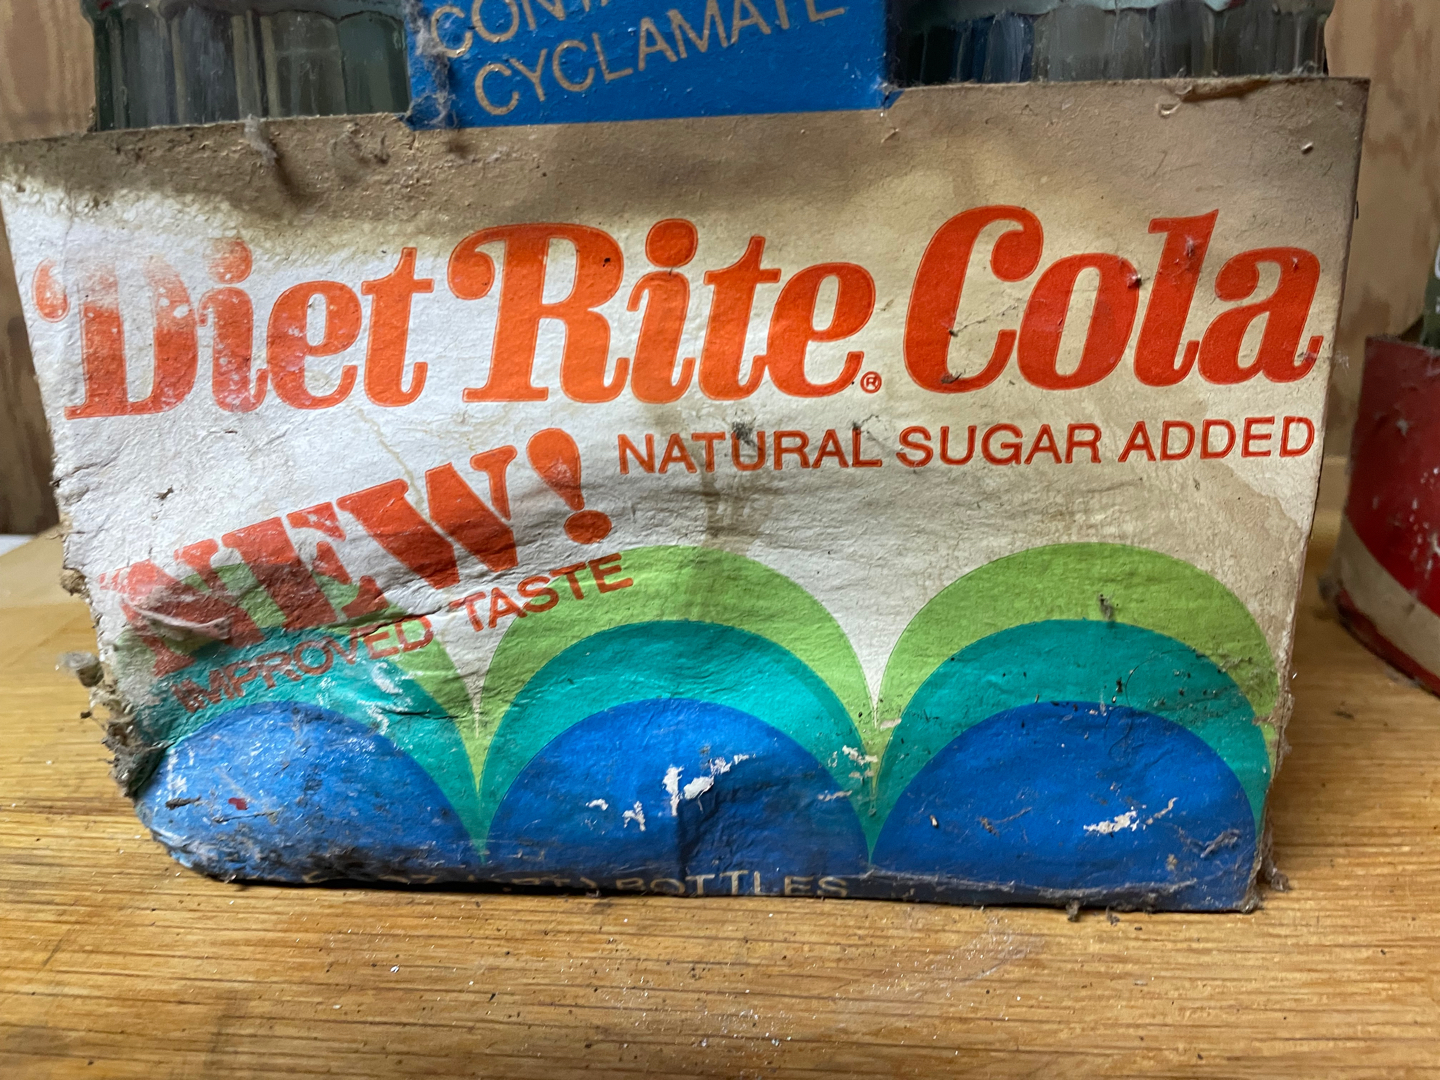 CYCLAMATE
Diet Rite® Cola
NATURAL SUGAR ADDED
NEW!
IMPROVED TASTE
BOTTLES